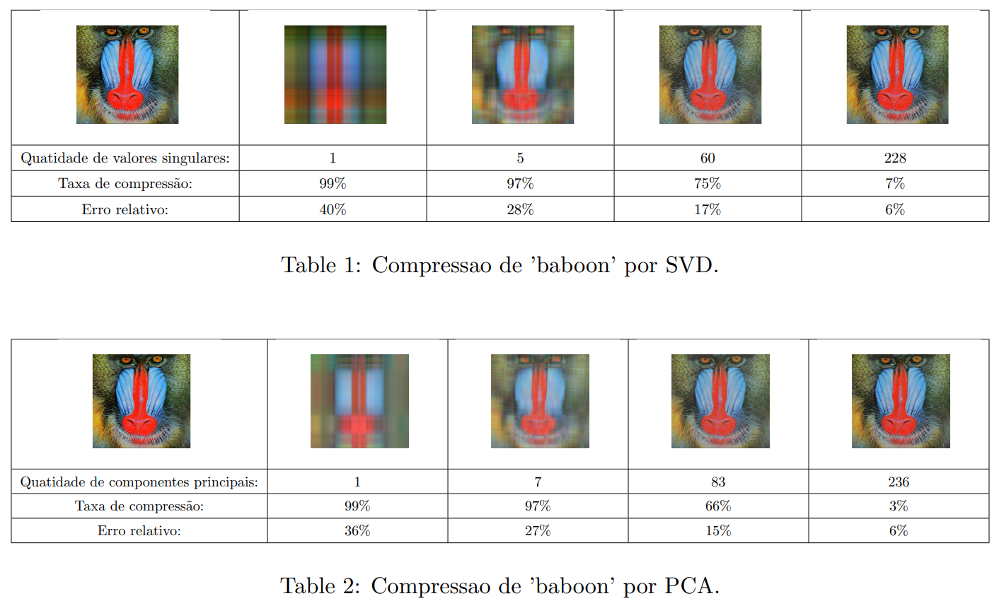 Quatidade de valores singulares: 1 5 60 228
Taxa de compressão: 99% 97% 75% 7%
Erro relativo: 40% 28% 17% 6%
Table 1: Compressao de ’baboon’ por SVD.
Quatidade de componentes principais: 1 7 83 236
Taxa de compressão: 99% 97% 66% 3%
Erro relativo: 36% 27% 15% 6%
Table 2: Compressao de ’baboon’ por PCA.